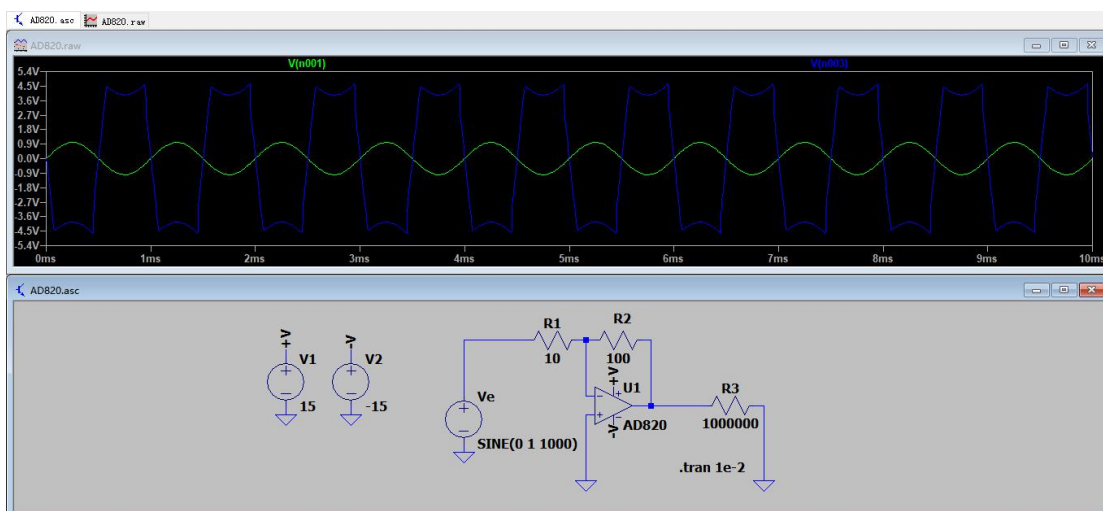 AD820.asc AD820.raw
AD820.raw
V(n001) V(n003)
5.4V
4.5V
3.6V
2.7V
1.8V
0.9V
0.0V
-0.9V
-1.8V
-2.7V
-3.6V
-4.5V
-5.4V
0ms 1ms 2ms 3ms 4ms 5ms 6ms 7ms 8ms 9ms 10ms
AD820.asc
+V
V1
15
-V
V2
-15
Ve
SINE(0 1 1000)
R1
10
R2
100
+V
U1
-V
AD820
R3
1000000
.tran 1e-2